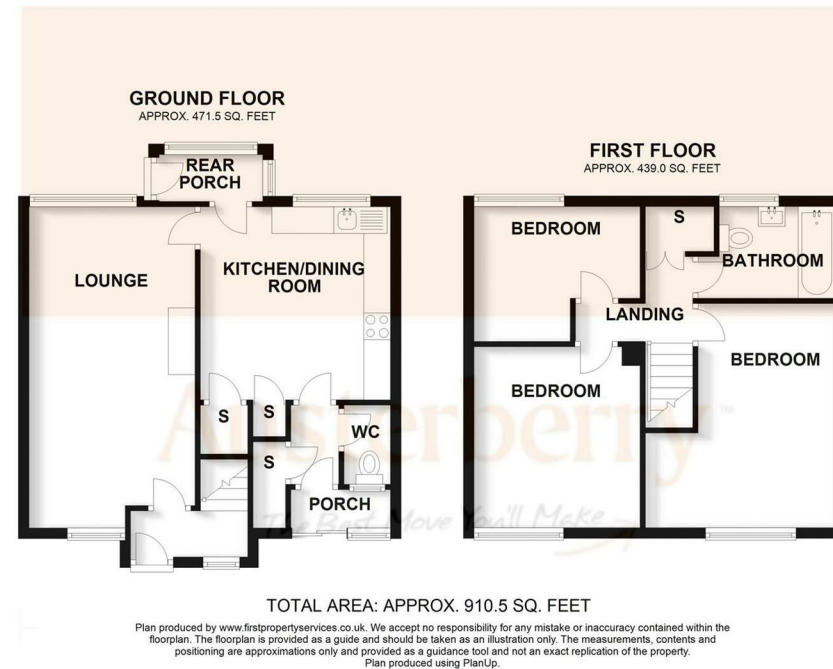 GROUND FLOOR
APPROX. 471.5 SQ. FEET
REAR
PORCH
LOUNGE
KITCHEN/DINING
ROOM
S
S
S
WC
PORCH
FIRST FLOOR
APPROX. 439.0 SQ. FEET
BEDROOM
S
BATHROOM
LANDING
BEDROOM
BEDROOM
Austerberry™
The Best Move You'll Make
TOTAL AREA: APPROX. 910.5 SQ. FEET
Plan produced by www.firstpropertyservices.co.uk. We accept no responsibility for any mistake or inaccuracy contained within the
floorplan. The floorplan is provided as a guide and should be taken as an illustration only. The measurements, contents and
positioning are approximations only and provided as a guidance tool and not an exact replication of the property.
Plan produced using PlanUp.